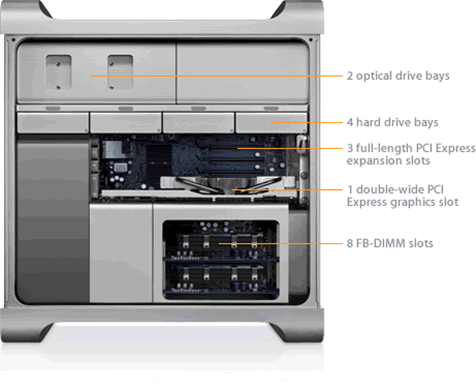 2 optical drive bays
4 hard drive bays
3 full-length PCI Express
expansion slots
1 double-wide PCI
Express graphics slot
8 FB-DIMM slots